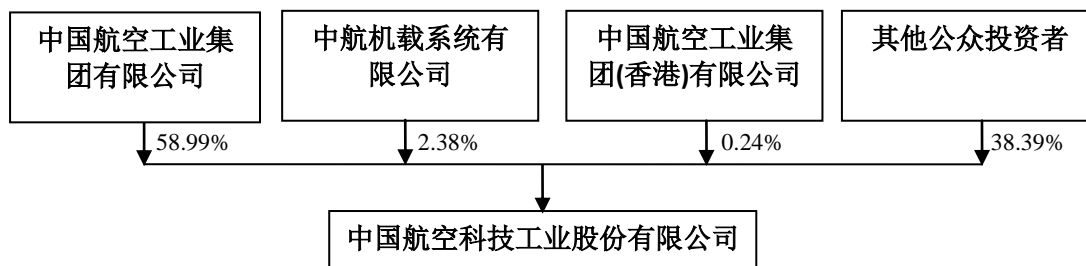 中国航空工业集
团有限公司
中航机载系统有
限公司
中国航空工业集
团(香港)有限公司
其他公众投资者
58.99%
2.38%
0.24%
38.39%
中国航空科技工业股份有限公司